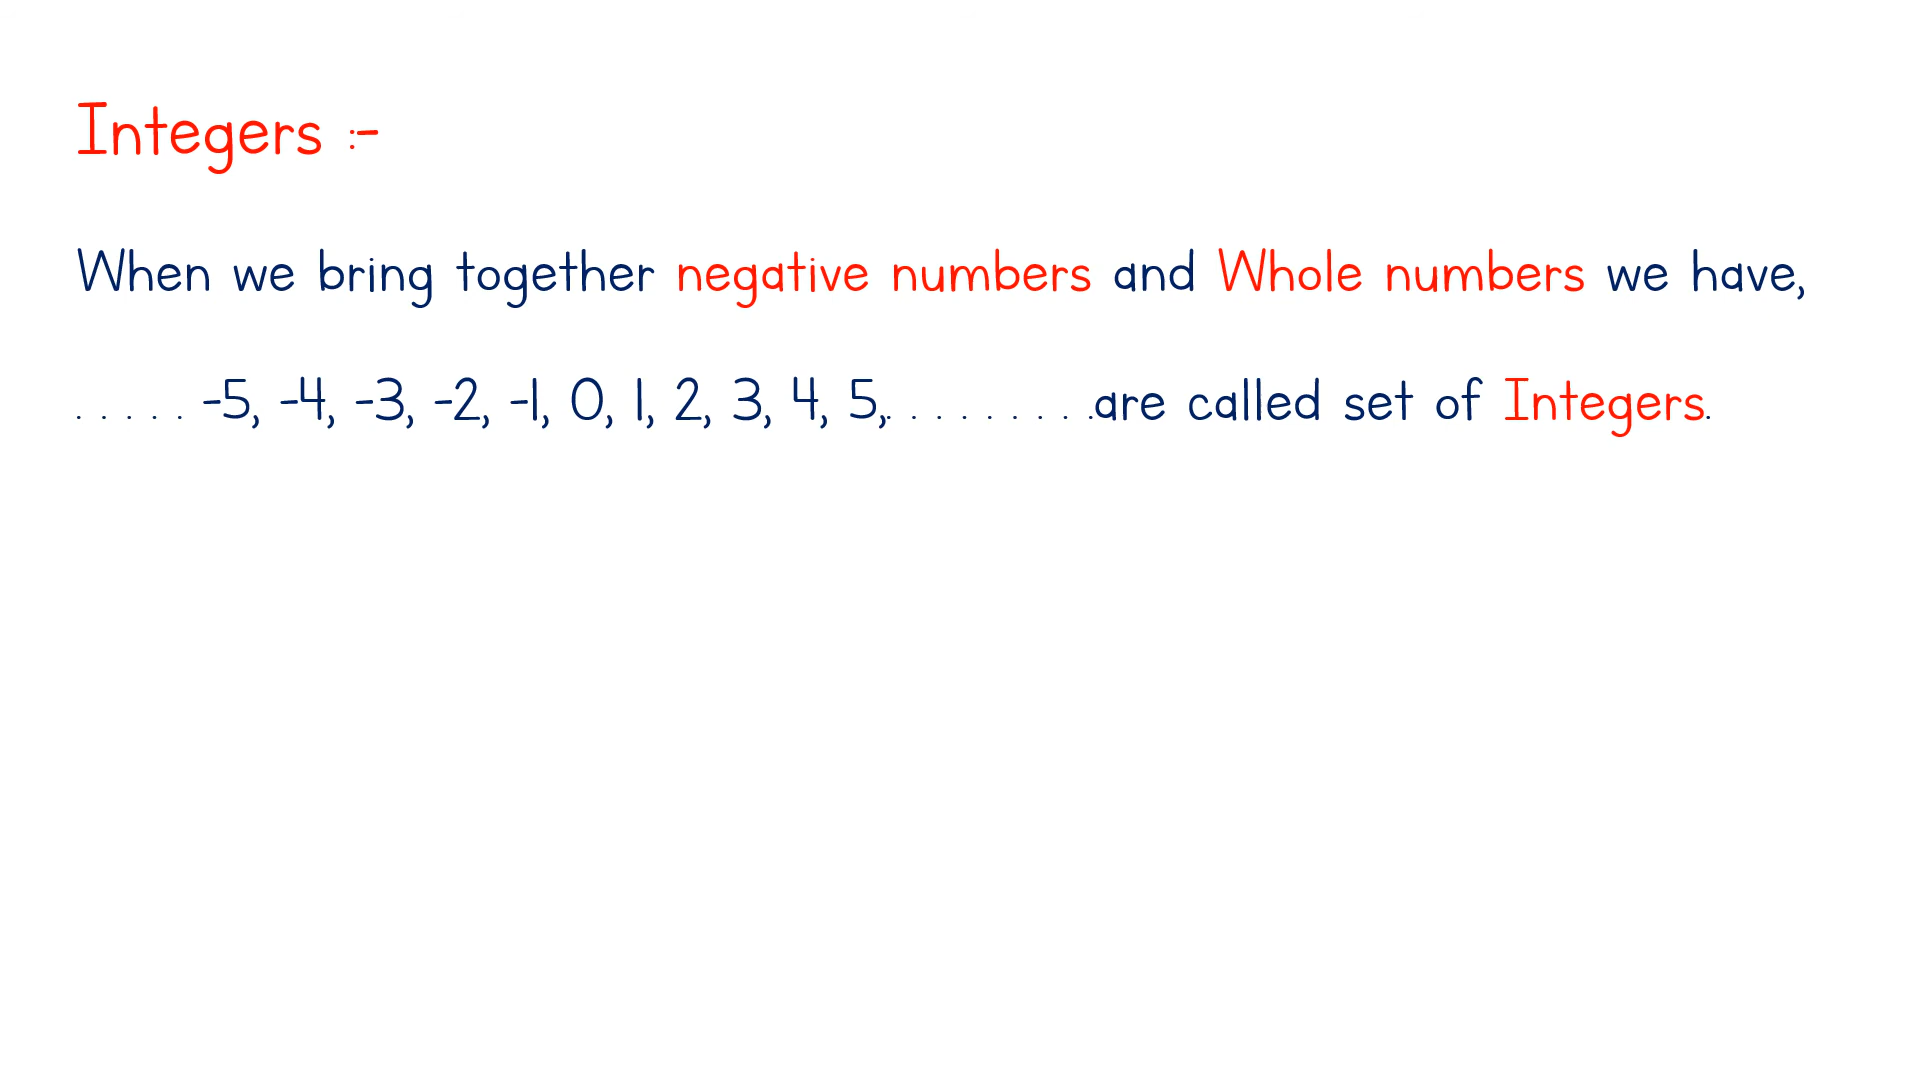 Integers :-
When we bring together negative numbers and Whole numbers we have,
. . . . . -5, -4, -3, -2, -1, 0, 1, 2, 3, 4, 5,. . . . . . . . .are called set of Integers.